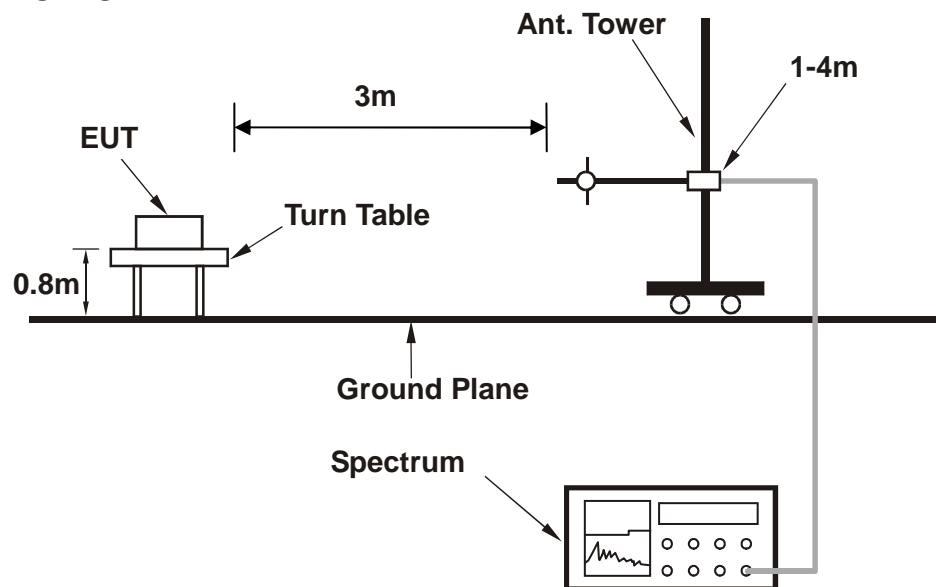 Ant. Tower
1-4m
3m
EUT
Turn Table
0.8m
Ground Plane
Spectrum